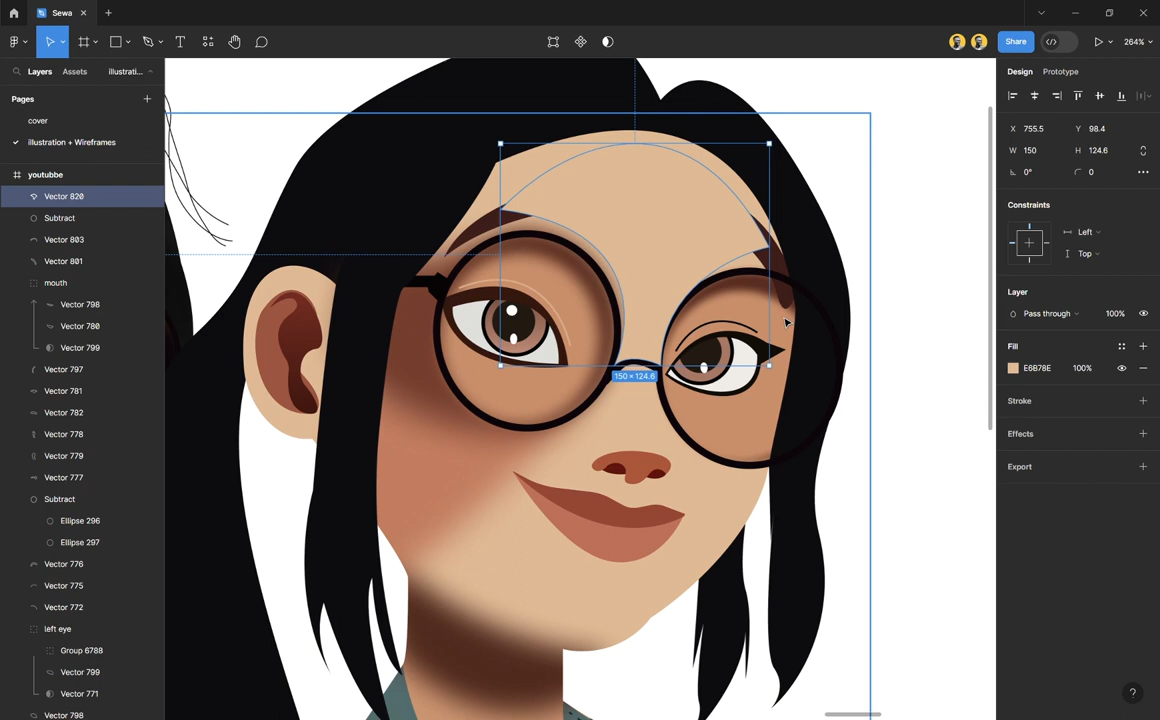 Sewa
Share
264%
Layers
Assets
illustrati...
Pages
cover
illustration + Wireframes
youtubbe
Vector 820
Subtract
Vector 803
Vector 801
mouth
Vector 798
Vector 780
Vector 799
Vector 797
Vector 781
Vector 782
Vector 778
Vector 779
Vector 777
Subtract
Ellipse 296
Ellipse 297
Vector 776
Vector 775
Vector 772
left eye
Group 6788
Vector 799
Vector 771
Vector 798
150 × 124.6
Design
Prototype
X 755.5 Y 98.4
W 150 H 124.6
0° 0
Constraints
Left
Top
Layer
Pass through 100%
Fill
E6B78E 100%
Stroke
Effects
Export
?